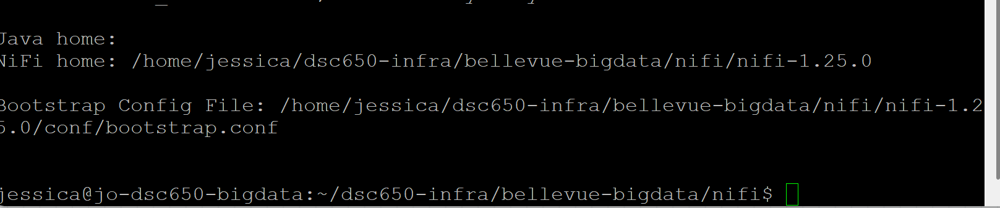 Java home:
NiFi home: /home/jessica/dsc650-infra/bellevue-bigdata/nifi/nifi-1.25.0
Bootstrap Config File: /home/jessica/dsc650-infra/bellevue-bigdata/nifi/nifi-1.2
5.0/conf/bootstrap.conf
jessica@jo-dsc650-bigdata:~/dsc650-infra/bellevue-bigdata/nifi$